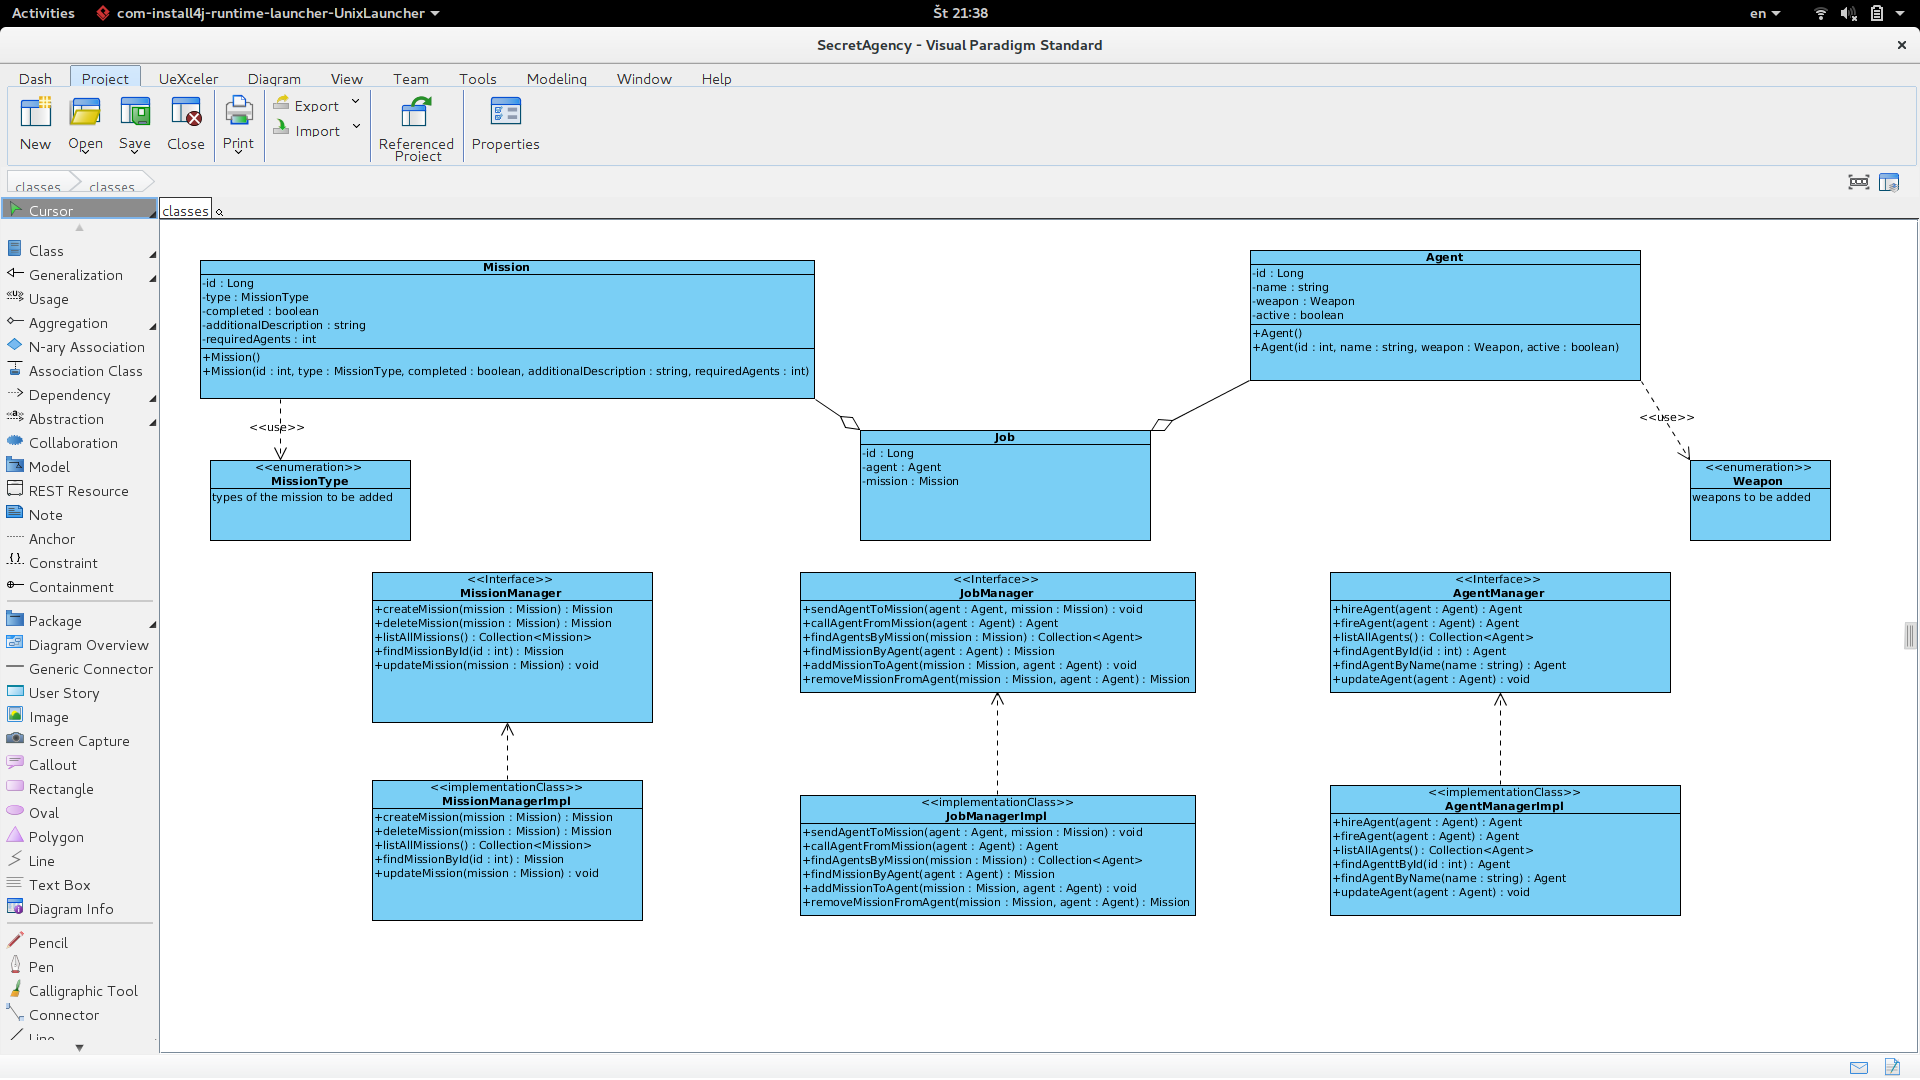 Activities com-install4j-runtime-launcher-UnixLauncher Št 21:38 en
SecretAgency - Visual Paradigm Standard
Dash Project UeXceler Diagram View Team Tools Modeling Window Help
New Open Save Close Print Export Import Referenced Project Properties
classes classes
Cursor
classes
Class
Generalization
Usage
Aggregation
N-ary Association
Association Class
Dependency
Abstraction
Collaboration
Model
REST Resource
Note
Anchor
Constraint
Containment
Package
Diagram Overview
Generic Connector
User Story
Image
Screen Capture
Callout
Rectangle
Oval
Polygon
Line
Text Box
Diagram Info
Pencil
Pen
Calligraphic Tool
Connector
Line
Mission
-id : Long
-type : MissionType
-completed : boolean
-additionalDescription : string
-requiredAgents : int
+Mission()
+Mission(id : int, type : MissionType, completed : boolean, additionalDescription : string, requiredAgents : int)
Agent
-id : Long
-name : string
-weapon : Weapon
-active : boolean
+Agent()
+Agent(id : int, name : string, weapon : Weapon, active : boolean)
<<use>>
<<use>>
<<enumeration>>
MissionType
types of the mission to be added
Job
-id : Long
-agent : Agent
-mission : Mission
<<enumeration>>
Weapon
weapons to be added
<<Interface>>
MissionManager
+createMission(mission : Mission) : Mission
+deleteMission(mission : Mission) : Mission
+listAllMissions() : Collection<Mission>
+findMissionById(id : int) : Mission
+updateMission(mission : Mission) : void
<<Interface>>
JobManager
+sendAgentToMission(agent : Agent, mission : Mission) : void
+callAgentFromMission(agent : Agent) : Agent
+findAgentsByMission(mission : Mission) : Collection<Agent>
+findMissionByAgent(agent : Agent) : Mission
+addMissionToAgent(mission : Mission, agent : Agent) : void
+removeMissionFromAgent(mission : Mission, agent : Agent) : Mission
<<Interface>>
AgentManager
+hireAgent(agent : Agent) : Agent
+fireAgent(agent : Agent) : Agent
+listAllAgents() : Collection<Agent>
+findAgentById(id : int) : Agent
+findAgentByName(name : string) : Agent
+updateAgent(agent : Agent) : void
<<implementationClass>>
MissionManagerImpl
+createMission(mission : Mission) : Mission
+deleteMission(mission : Mission) : Mission
+listAllMissions() : Collection<Mission>
+findMissionById(id : int) : Mission
+updateMission(mission : Mission) : void
<<implementationClass>>
JobManagerImpl
+sendAgentToMission(agent : Agent, mission : Mission) : void
+callAgentFromMission(agent : Agent) : Agent
+findAgentsByMission(mission : Mission) : Collection<Agent>
+findMissionByAgent(agent : Agent) : Mission
+addMissionToAgent(mission : Mission, agent : Agent) : void
+removeMissionFromAgent(mission : Mission, agent : Agent) : Mission
<<implementationClass>>
AgentManagerImpl
+hireAgent(agent : Agent) : Agent
+fireAgent(agent : Agent) : Agent
+listAllAgents() : Collection<Agent>
+findAgenttById(id : int) : Agent
+findAgentByName(name : string) : Agent
+updateAgent(agent : Agent) : void